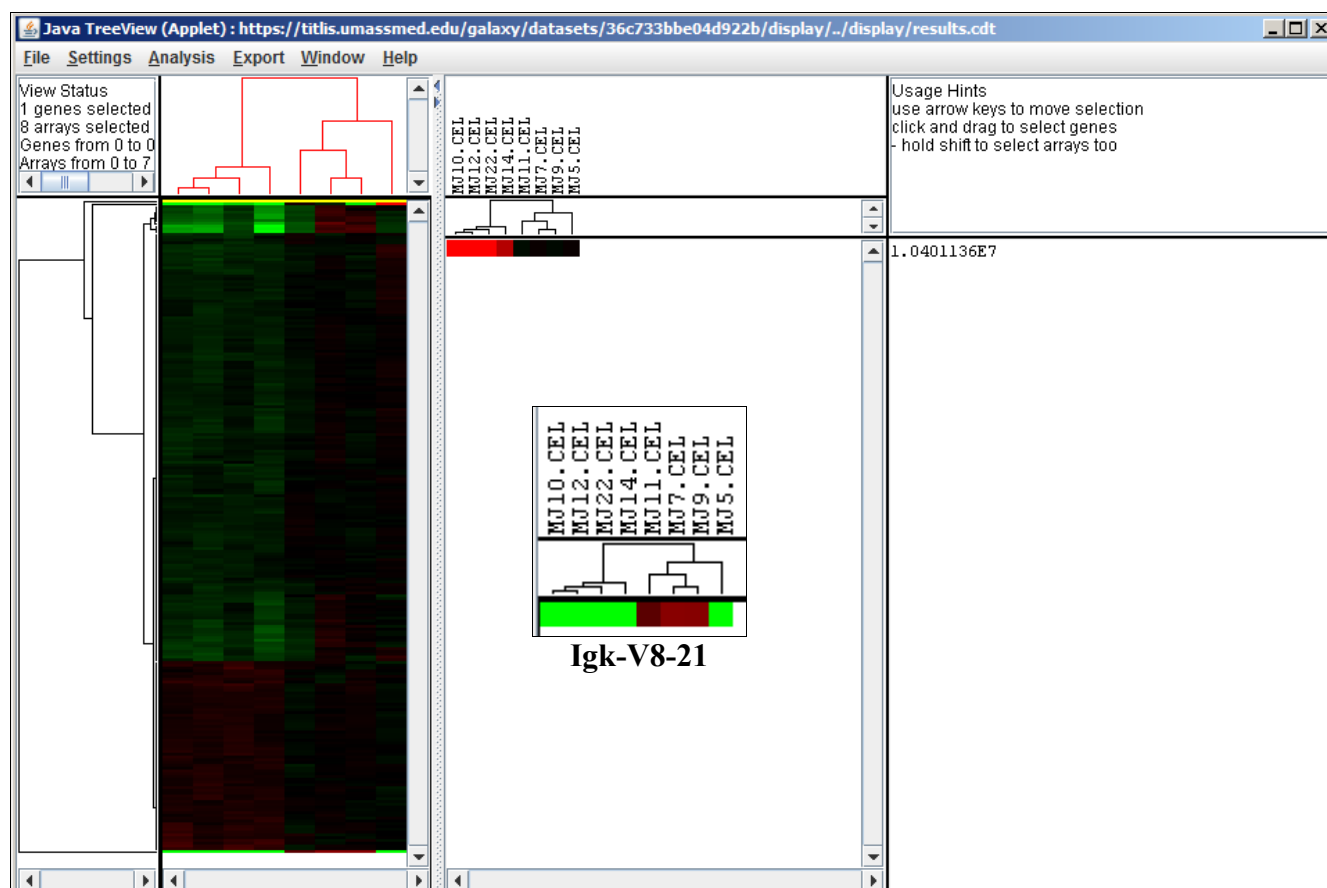 Java TreeView (Applet) : https://titlis.umassmed.edu/galaxy/datasets/36c733bbe04d922b/display/../display/results.cdt
File Settings Analysis Export Window Help
View Status
1 genes selected
8 arrays selected
Genes from 0 to 0
Arrays from 0 to 7
MJ10.CEL
MJ12.CEL
MJ22.CEL
MJ14.CEL
MJ11.CEL
MJ7.CEL
MJ9.CEL
MJ5.CEL
Usage Hints
use arrow keys to move selection
click and drag to select genes
- hold shift to select arrays too
1.0401136E7
MJ10.CEL
MJ12.CEL
MJ22.CEL
MJ14.CEL
MJ11.CEL
MJ7.CEL
MJ9.CEL
MJ5.CEL
Igk-V8-21